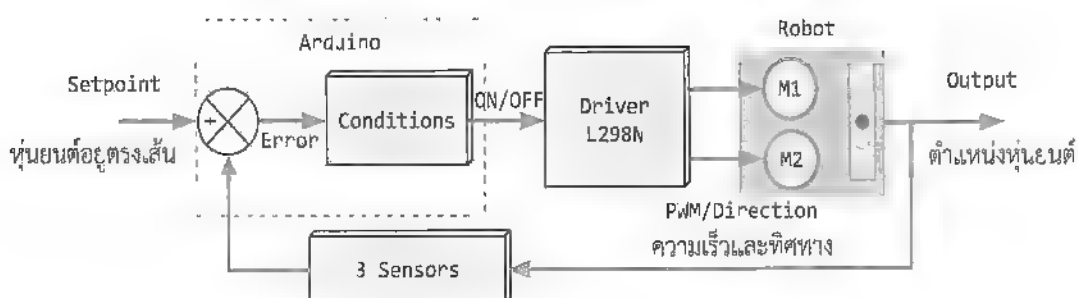 Robot
Arduino
Setpoint
Output
M1
ON/OFF
Driver
L298N
Conditions
+
Error
หุ่นยนต์อยู่ตรงเส้น
ตำแหน่งหุ่นยนต์
M2
PWM/Direction
ความเร็วและทิศทาง
3 Sensors